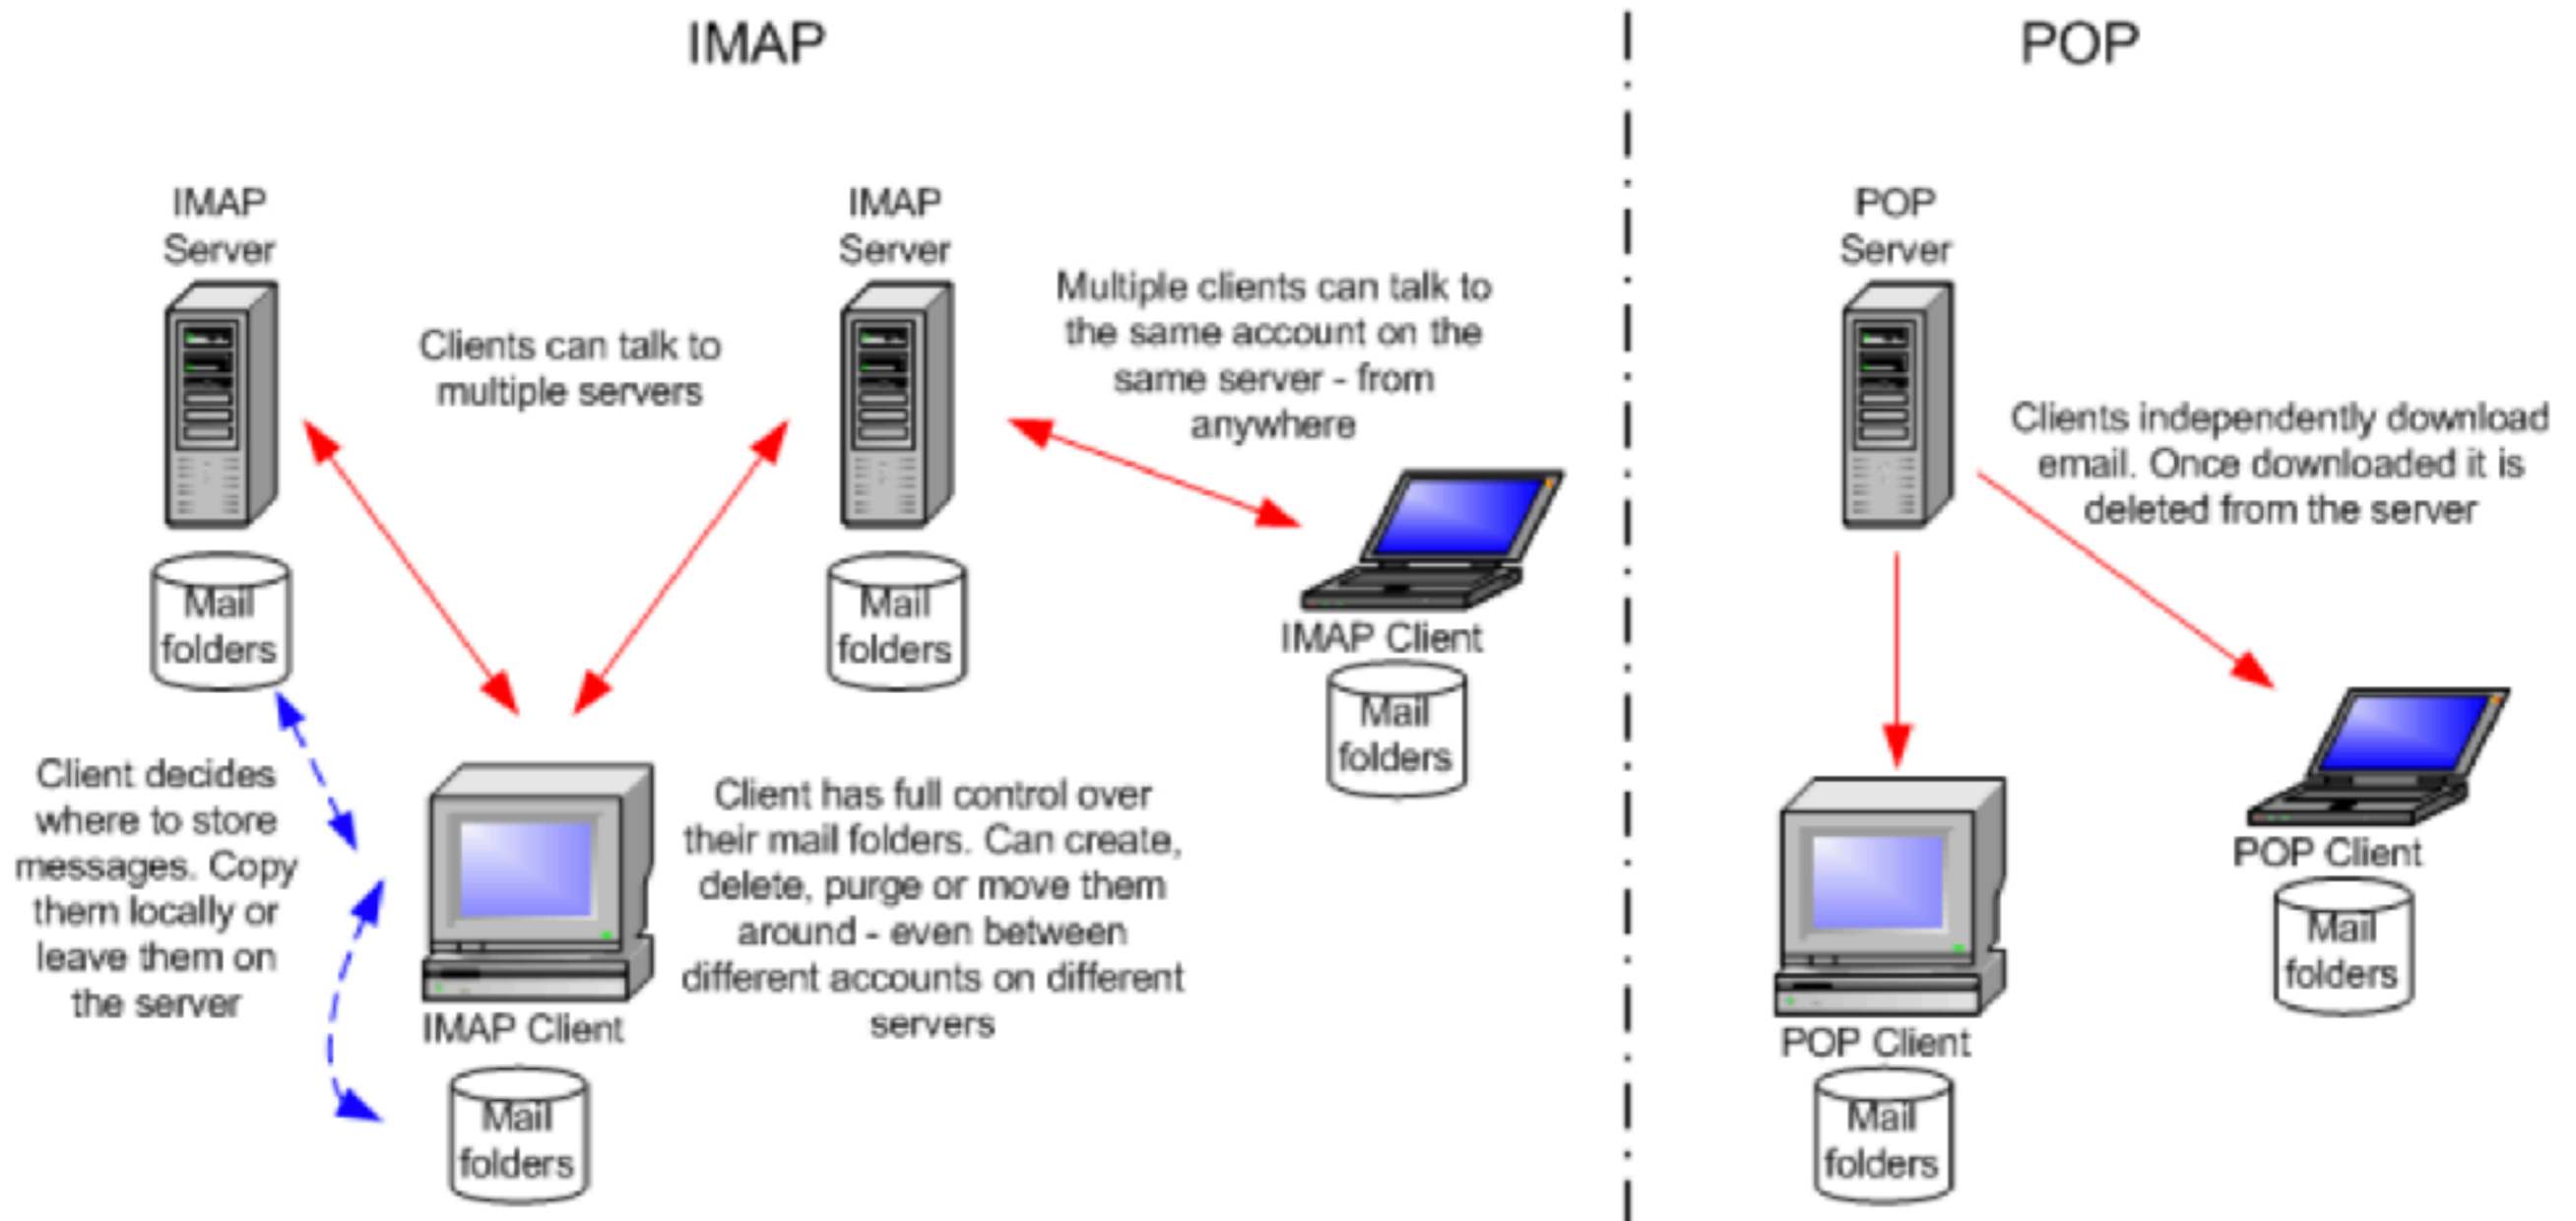 IMAP
IMAP
Server
IMAP
Server
Clients can talk to
multiple servers
Multiple clients can talk to
the same account on the
same server - from
anywhere
Mail
folders
Mail
folders
IMAP Client
Mail
folders
Client decides
where to store
messages. Copy
them locally or
leave them on
the server
Client has full control over
their mail folders. Can create,
delete, purge or move them
around - even between
different accounts on different
servers
IMAP Client
Mail
folders
POP
POP
Server
Clients independently download
email. Once downloaded it is
deleted from the server
POP Client
Mail
folders
POP Client
Mail
folders